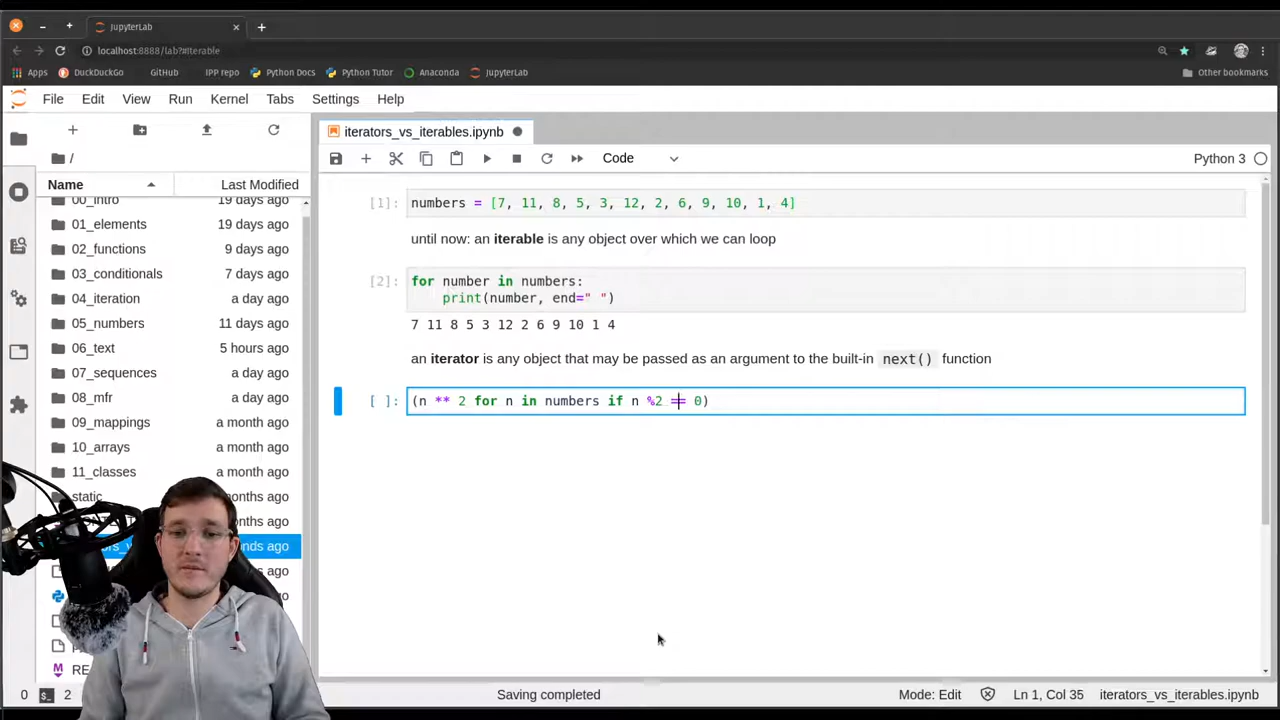 JupyterLab
localhost:8888/lab?#Iterable
Apps DuckDuckGo GitHub IPP repo Python Docs Python Tutor Anaconda JupyterLab Other bookmarks
File Edit View Run Kernel Tabs Settings Help
iterators_vs_iterables.ipynb
/
Code Python 3
Name Last Modified
00_intro 19 days ago
01_elements 19 days ago
02_functions 9 days ago
03_conditionals 7 days ago
04_iteration a day ago
05_numbers 11 days ago
06_text 5 hours ago
07_sequences a day ago
08_mfr a day ago
09_mappings a month ago
10_arrays a month ago
11_classes a month ago
static months ago
onths ago
onds ago
ths ago
ths ago
[1]: numbers = [7, 11, 8, 5, 3, 12, 2, 6, 9, 10, 1, 4]
until now: an iterable is any object over which we can loop
[2]: for number in numbers:
print(number, end=" ")
7 11 8 5 3 12 2 6 9 10 1 4
an iterator is any object that may be passed as an argument to the built-in next() function
[ ]: (n ** 2 for n in numbers if n %2 == 0)
RE
0 2 Saving completed Mode: Edit Ln 1, Col 35 iterators_vs_iterables.ipynb